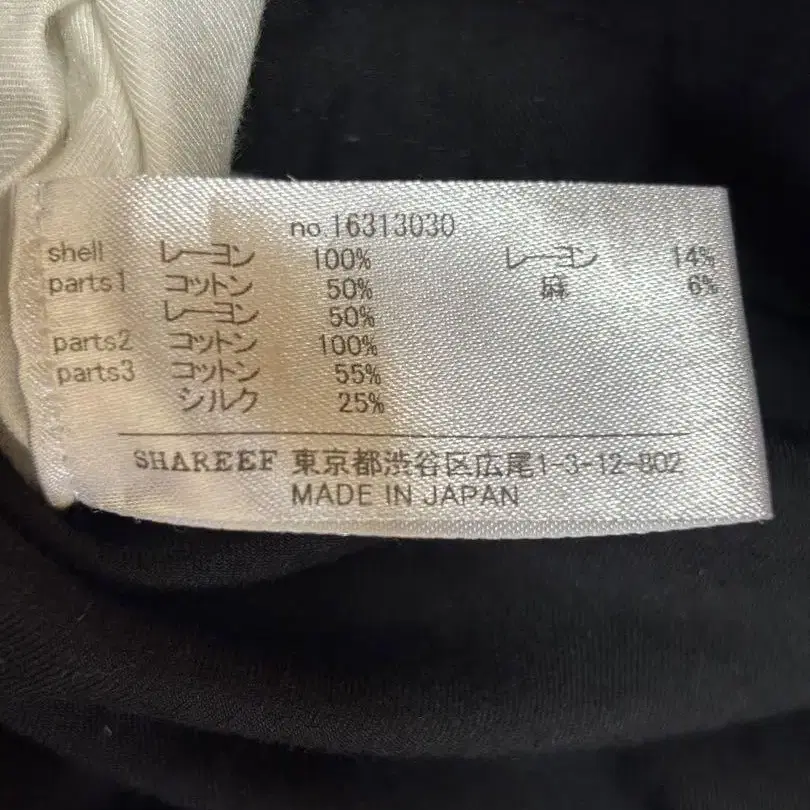 no.16313030
shell レーヨン 100% レーヨン 14%
parts1 コットン 50% 麻 6%
レーヨン 50%
parts2 コットン 100%
parts3 コットン 55%
シルク 25%
SHAREEF 東京都渋谷区広尾1-3-12-802
MADE IN JAPAN